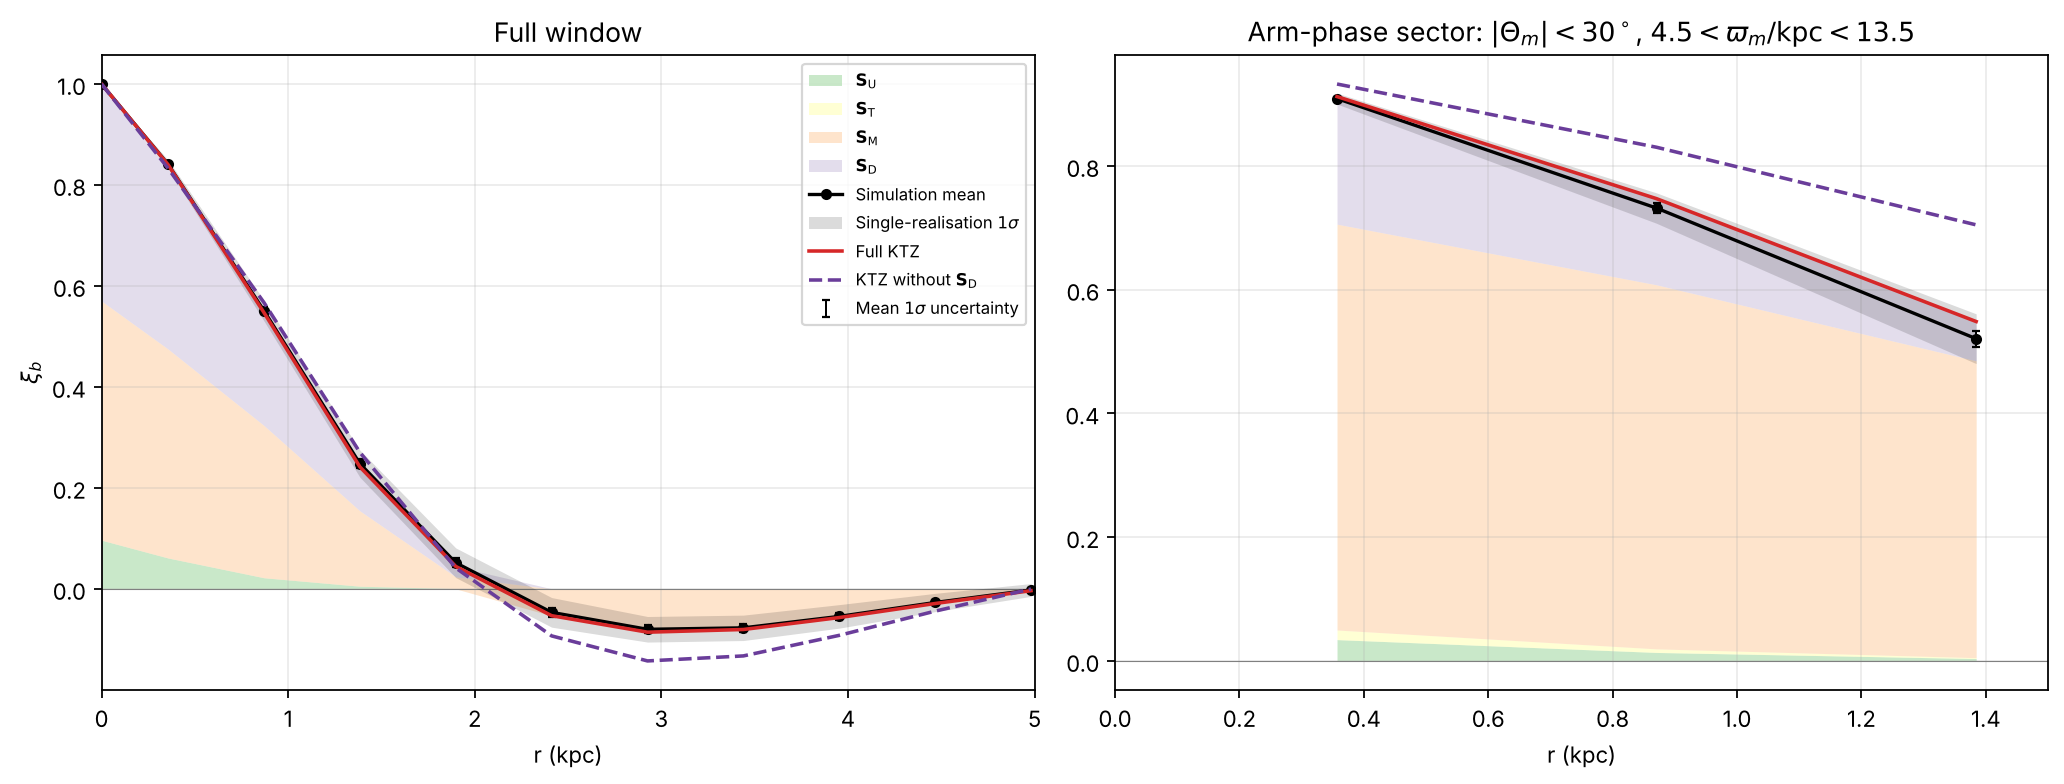 Full window
ξ_b
1.0
0.8
0.6
0.4
0.2
0.0
S_U
S_T
S_M
S_D
Simulation mean
Single-realisation 1σ
Full KTZ
KTZ without S_D
Mean 1σ uncertainty
0 1 2 3 4 5
r (kpc)
Arm-phase sector: |Θ_m| < 30°, 4.5 < ϖ_m/kpc < 13.5
0.8
0.6
0.4
0.2
0.0
0.0 0.2 0.4 0.6 0.8 1.0 1.2 1.4
r (kpc)